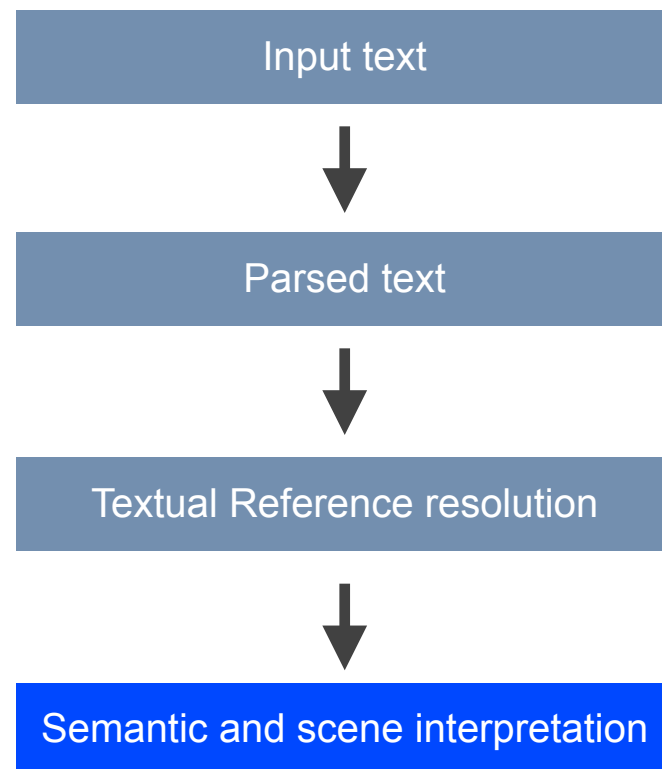 Input text
Parsed text
Textual Reference resolution
Semantic and scene interpretation